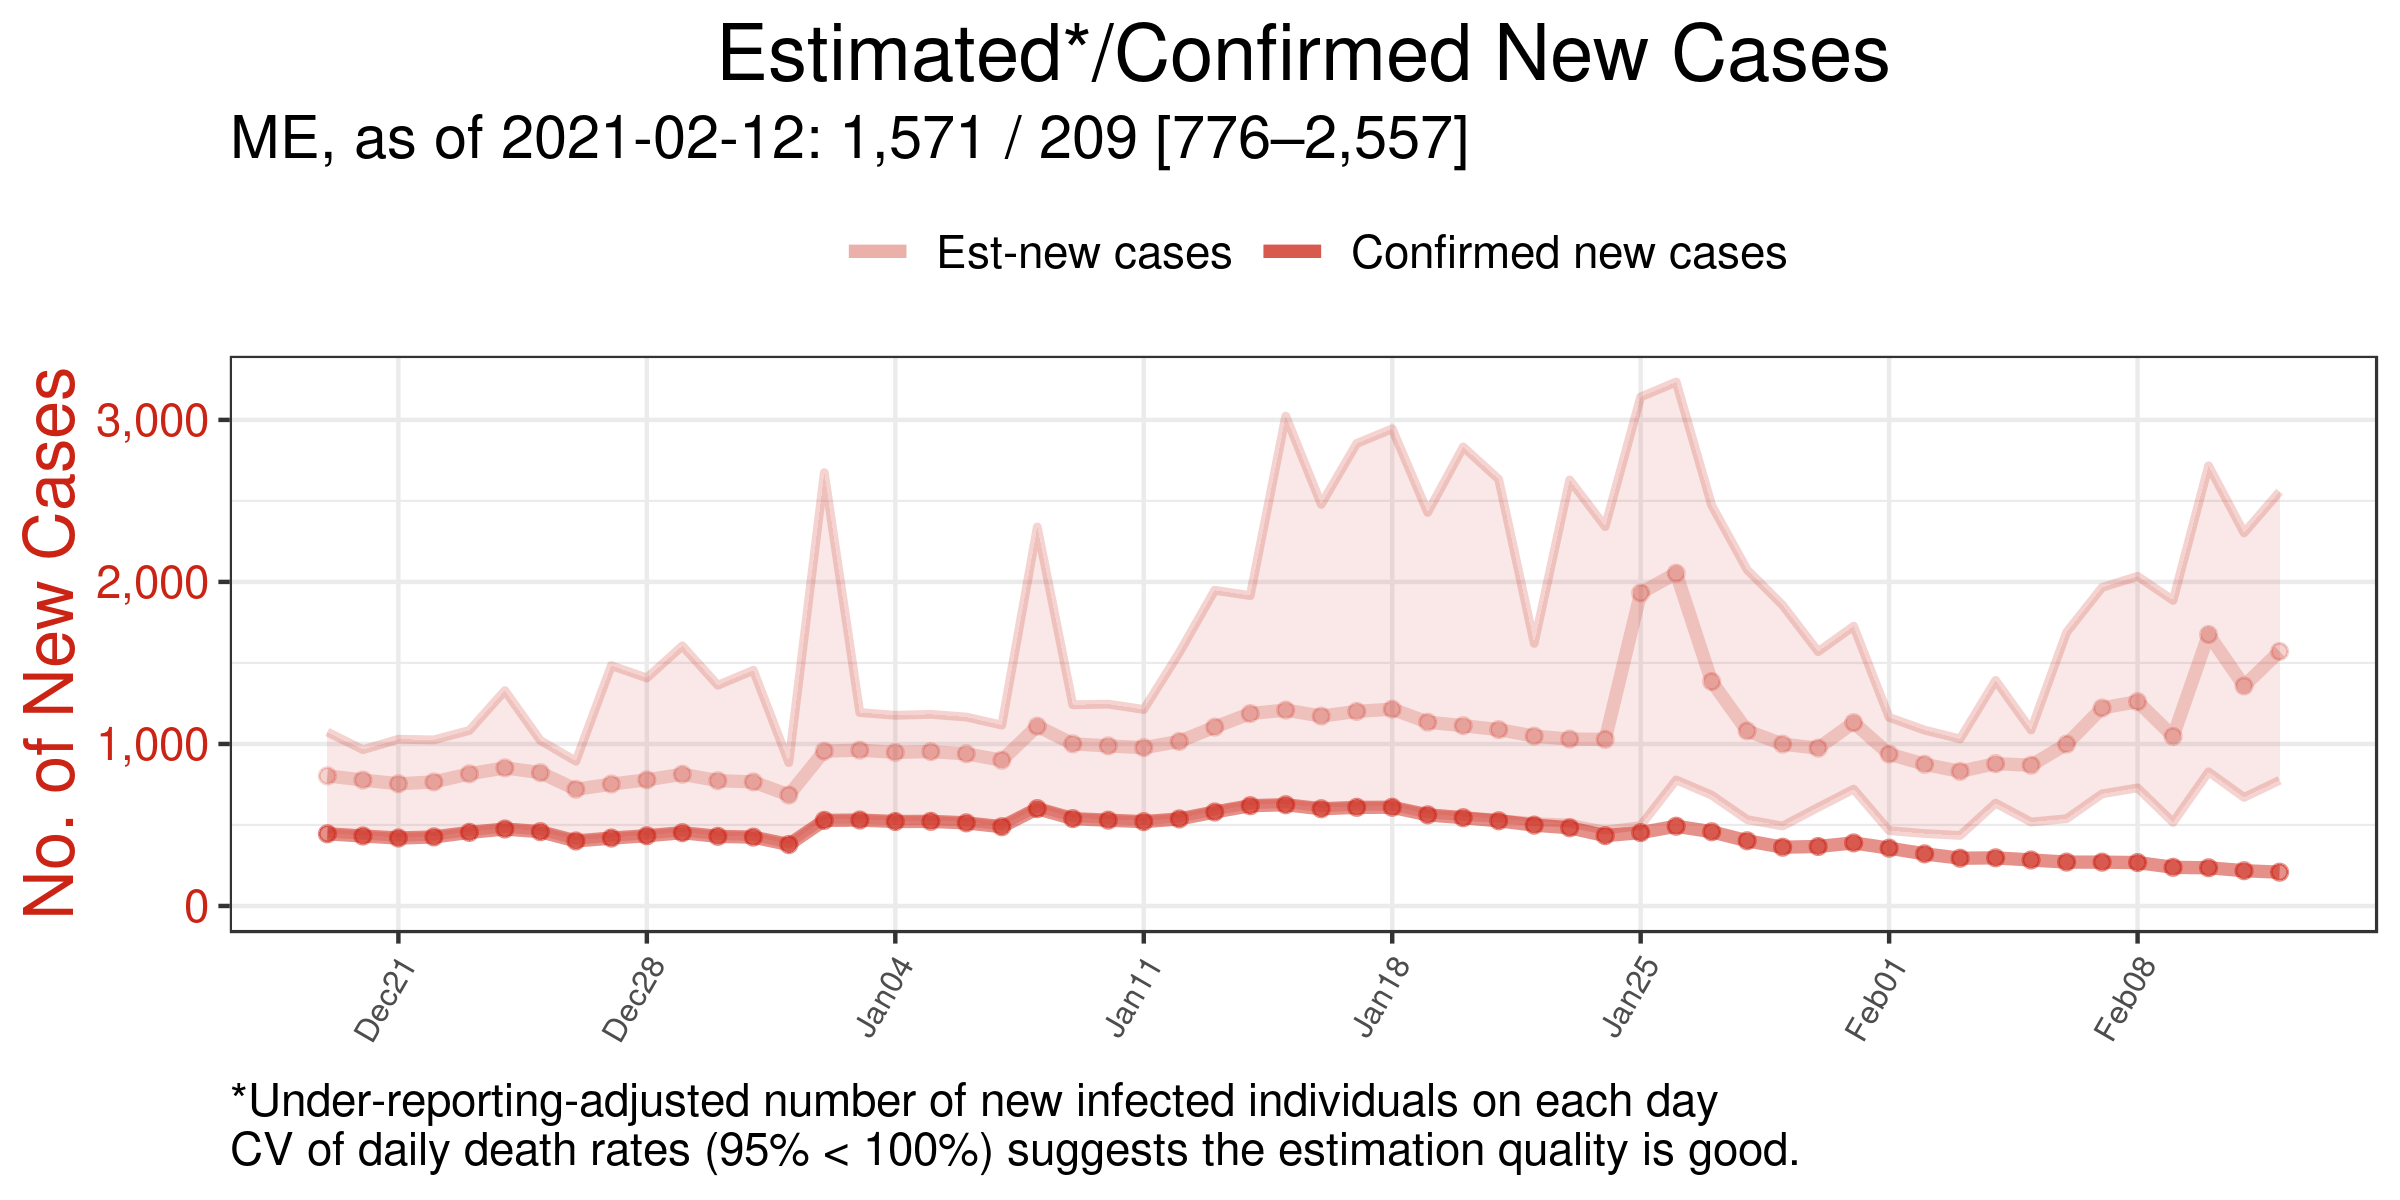 Estimated*/Confirmed New Cases
ME, as of 2021-02-12: 1,571 / 209 [776–2,557]
Est-new cases
Confirmed new cases
No. of New Cases
3,000
2,000
1,000
0
Dec21
Dec28
Jan04
Jan11
Jan18
Jan25
Feb01
Feb08
*Under-reporting-adjusted number of new infected individuals on each day
CV of daily death rates (95% < 100%) suggests the estimation quality is good.